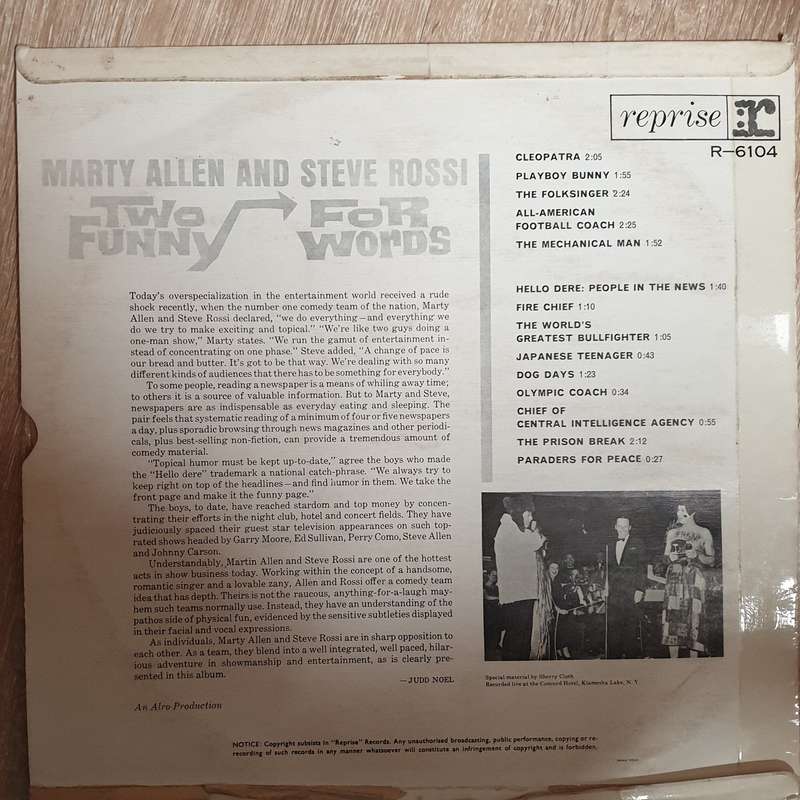 reprise r
R-6104
MARTY ALLEN AND STEVE ROSSI
TWO FOR
FUNNY WORDS
CLEOPATRA 2:05
PLAYBOY BUNNY 1:55
THE FOLKSINGER 2:24
ALL-AMERICAN
FOOTBALL COACH 2:25
THE MECHANICAL MAN 1:52
HELLO DERE: PEOPLE IN THE NEWS 1:40
FIRE CHIEF 1:10
THE WORLD'S
GREATEST BULLFIGHTER 1:05
JAPANESE TEENAGER 0:43
DOG DAYS 1:23
OLYMPIC COACH 0:34
CHIEF OF
CENTRAL INTELLIGENCE AGENCY 0:55
THE PRISON BREAK 2:12
PARADERS FOR PEACE 0:27
Today's overspecialization in the entertainment world received a rude
shock recently, when the number one comedy team of the nation, Marty
Allen and Steve Rossi declared, "we do everything—and everything we
do we try to make exciting and topical." "We're like two guys doing a
one-man show," Marty states. "We run the gamut of entertainment in-
stead of concentrating on one phase." Steve added, "A change of pace is
our bread and butter. It's got to be that way. We're dealing with so many
different kinds of audiences that there has to be something for everybody."
To some people, reading a newspaper is a means of whiling away time;
to others it is a source of valuable information. But to Marty and Steve,
newspapers are as indispensable as everyday eating and sleeping. The
pair feels that systematic reading of a minimum of four or five newspapers
a day, plus sporadic browsing through news magazines and other periodi-
cals, plus best-selling non-fiction, can provide a tremendous amount of
comedy material.
"Topical humor must be kept up-to-date," agree the boys who made
the "Hello dere" trademark a national catch-phrase. "We always try to
keep right on top of the headlines—and find humor in them. We take the
front page and make it the funny page."
The boys, to date, have reached stardom and top money by concen-
trating their efforts in the night club, hotel and concert fields. They have
judiciously spaced their guest star television appearances on such top-
rated shows headed by Garry Moore, Ed Sullivan, Perry Como, Steve Allen
and Johnny Carson.
Understandably, Martin Allen and Steve Rossi are one of the hottest
acts in show business today. Working within the concept of a handsome,
romantic singer and a lovable zany, Allen and Rossi offer a comedy team
idea that has depth. Theirs is not the raucous, anything-for-a-laugh may-
hem such teams normally use. Instead, they have an understanding of the
pathos side of physical fun, evidenced by the sensitive subtleties displayed
in their facial and vocal expressions.
As individuals, Marty Allen and Steve Rossi are in sharp opposition to
each other. As a team, they blend into a well integrated, well paced, hilar-
ious adventure in showmanship and entertainment, as is clearly pre-
sented in this album.
—JUDD NOEL
Special material by Sherry Cloth
Recorded live at the Concord Hotel, Kiamesha Lake, N. Y
An Alro Production
NOTICE: Copyright subsists in "Reprise" Records. Any unauthorised broadcasting, public performance, copying or re-
recording of such records in any manner whatsoever will constitute an infringement of copyright and is forbidden,